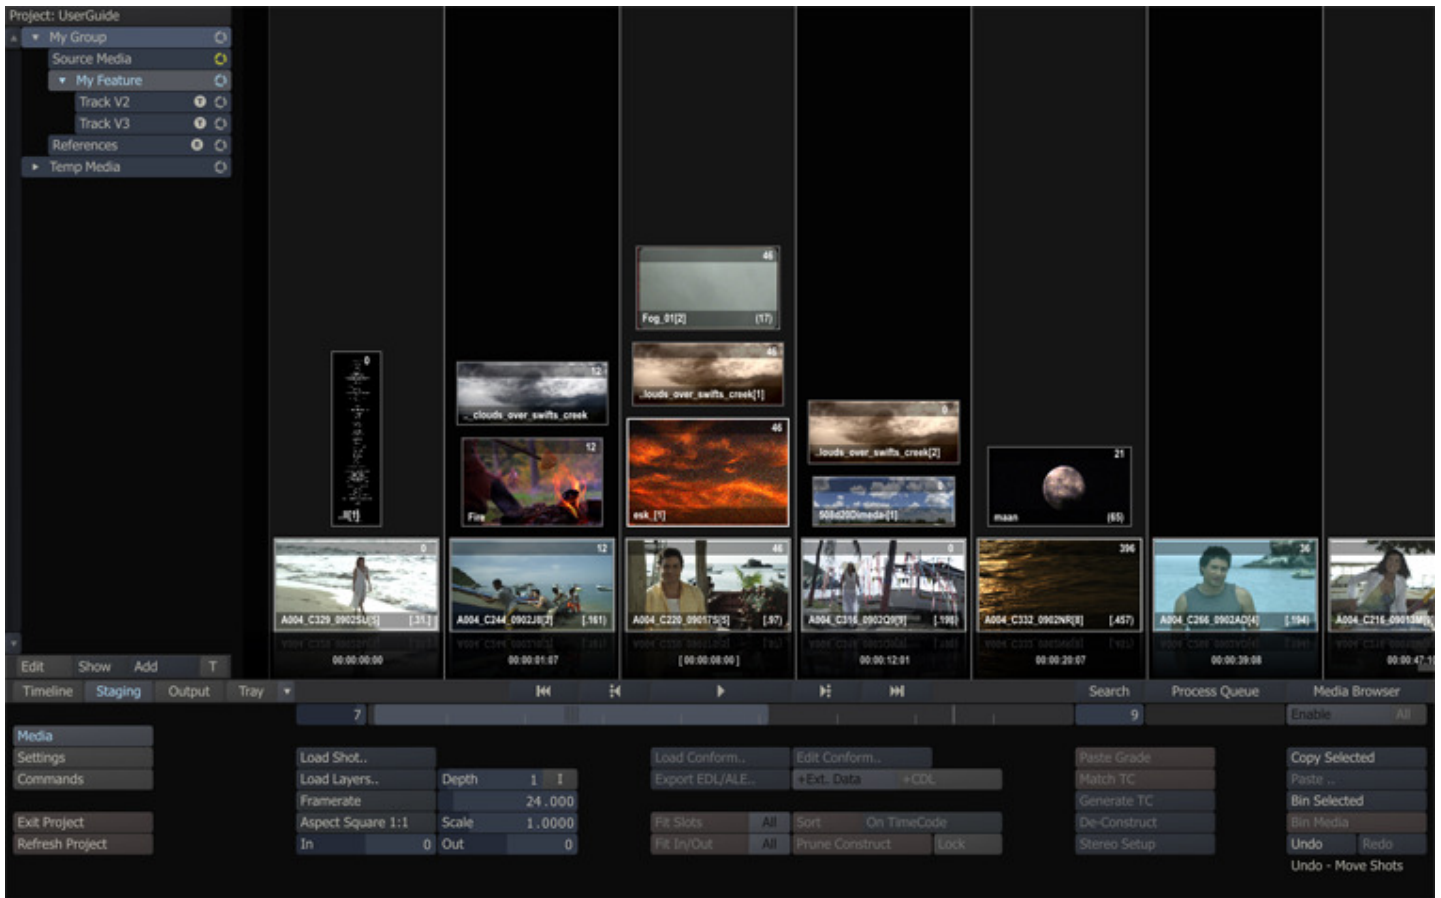 Project: UserGuide
My Group
Source Media
My Feature
Track V2 T
Track V3 T
References
Temp Media
Edit Show Add T
46
Fog_01[2] (17)
0
..ll[1]
12
.._clouds_over_swifts_creek
46
..louds_over_swifts_creek[1]
12
Fire
46
esk_[1]
0
..louds_over_swifts_creek[2]
508d20Dimeda-[1]
21
maan (65)
0
A004_C329_0902SU[5] [.31.]
12
A004_C244_0902J8[2] [.161)
46
A004_C220_09017S[5] [.97)
0
A004_C316_0902Q9[9] [.198)
396
A004_C332_0902NR[8] (.457)
36
A004_C266_0902AO[4] [.194)
00:00:00:00
00:00:01:07
[ 00:00:08:00 ]
00:00:12:01
00:00:20:07
00:00:39:08
Timeline Staging Output Tray
Search Process Queue Media Browser
7
9
Enable All
Media
Settings
Commands
Exit Project
Refresh Project
Load Shot..
Load Layers.. Depth 1 I
Framerate 24.000
Aspect Square 1:1 Scale 1.0000
In 0 Out 0
Load Conform.. Edit Conform..
Export EDL/ALE.. +Ext. Data +CDL
Fit Slots All Sort On TimeCode
Fit In/Out All Prune Construct Lock
Paste Grade
Match TC
Generate TC
De-Construct
Stereo Setup
Copy Selected
Paste ..
Bin Selected
Bin Media
Undo Redo
Undo - Move Shots